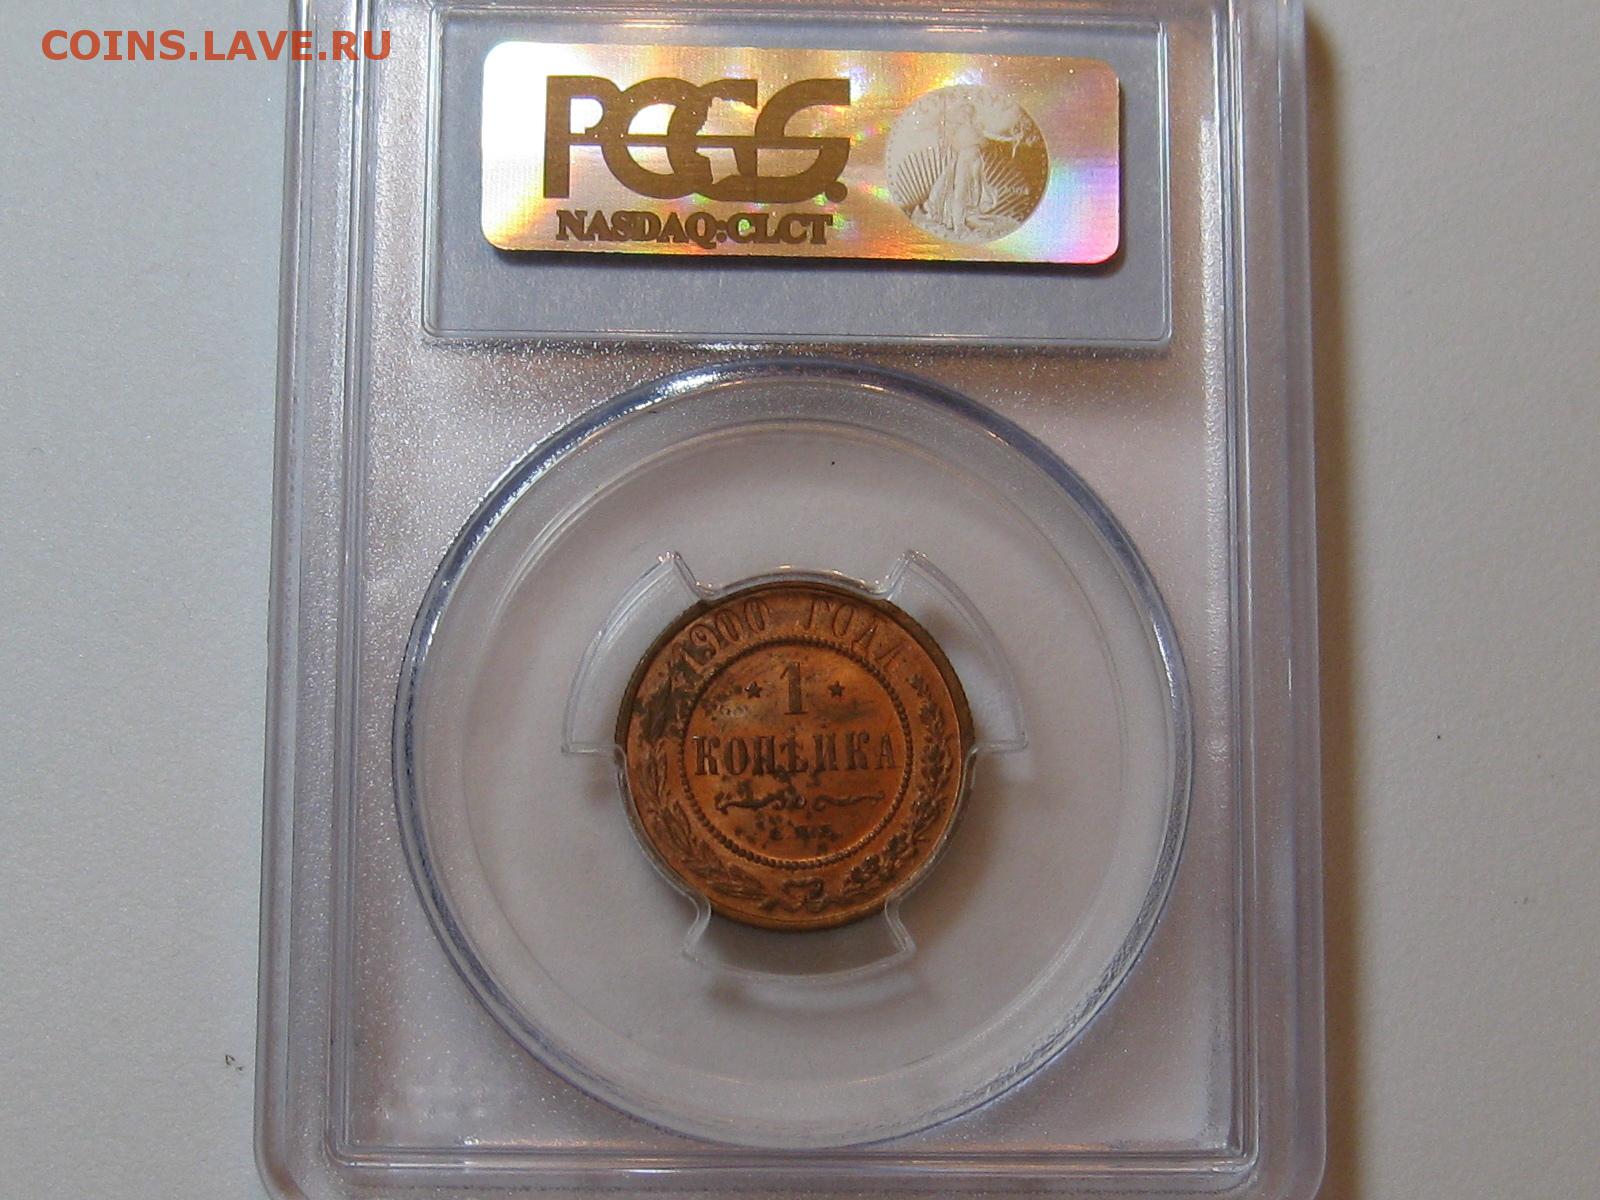 COINS.LAVE.RU
PCGS.
NASDAQ:CLCT
1900 ГОДА.
* 1 *
КОПѢЙКА